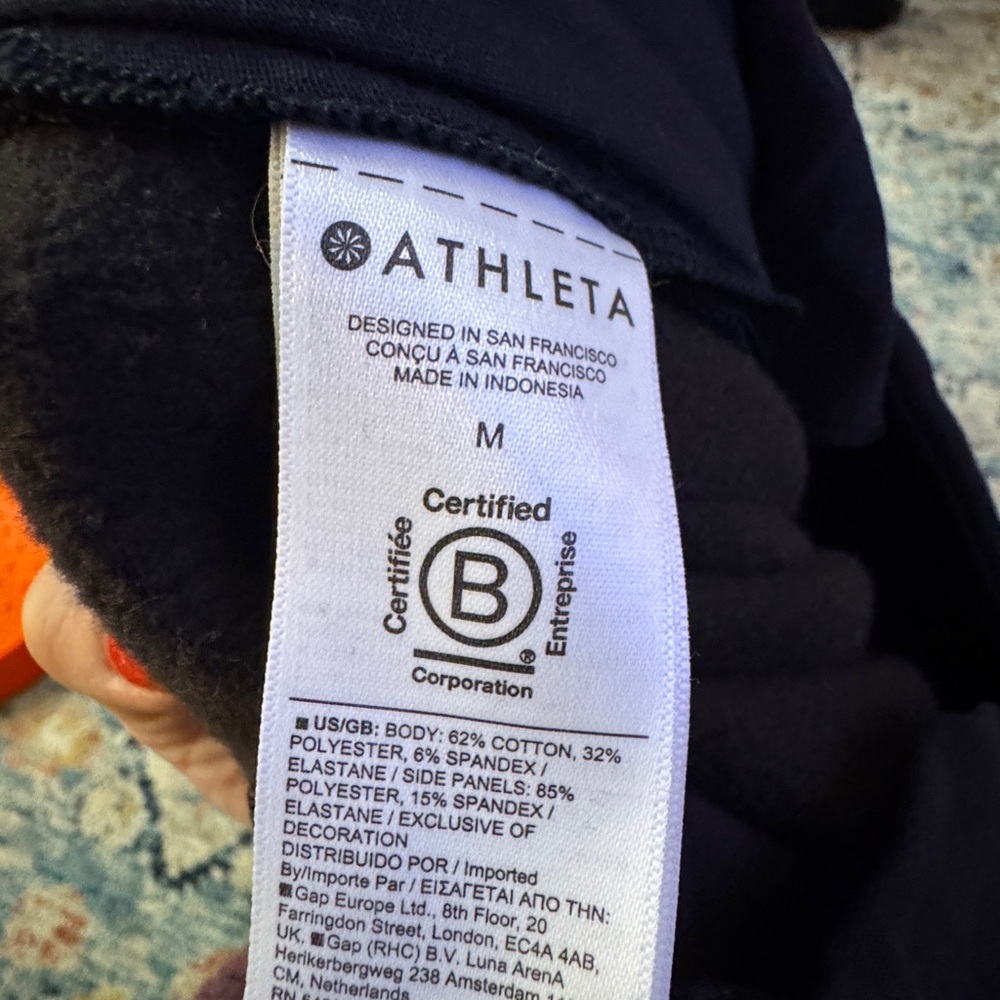 ATHLETA
DESIGNED IN SAN FRANCISCO
CONÇU À SAN FRANCISCO
MADE IN INDONESIA
M
Certified
Certifiée
B
Entreprise
®
Corporation
US/GB: BODY: 62% COTTON, 32%
POLYESTER, 6% SPANDEX /
ELASTANE / SIDE PANELS: 85%
POLYESTER, 15% SPANDEX /
ELASTANE / EXCLUSIVE OF
DECORATION
DISTRIBUIDO POR / Imported
By/Importe Par / ΕΙΣΑΓΕΤΑΙ ΑΠΟ ΤΗΝ:
Gap Europe Ltd., 8th Floor, 20
Farringdon Street, London, EC4A 4AB,
UK. Gap (RHC) B.V. Luna ArenA
Herikerbergweg 238 Amsterdam
CM, Netherlands
RN